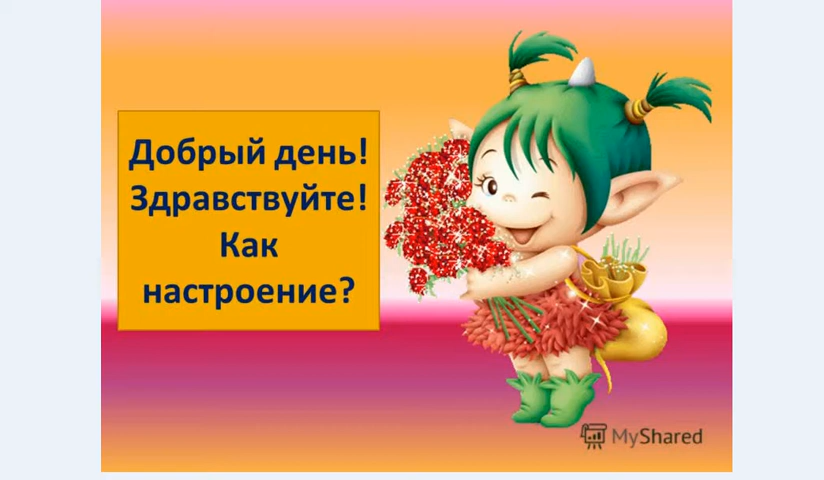 Добрый день!
Здравствуйте!
Как
настроение?
MyShared